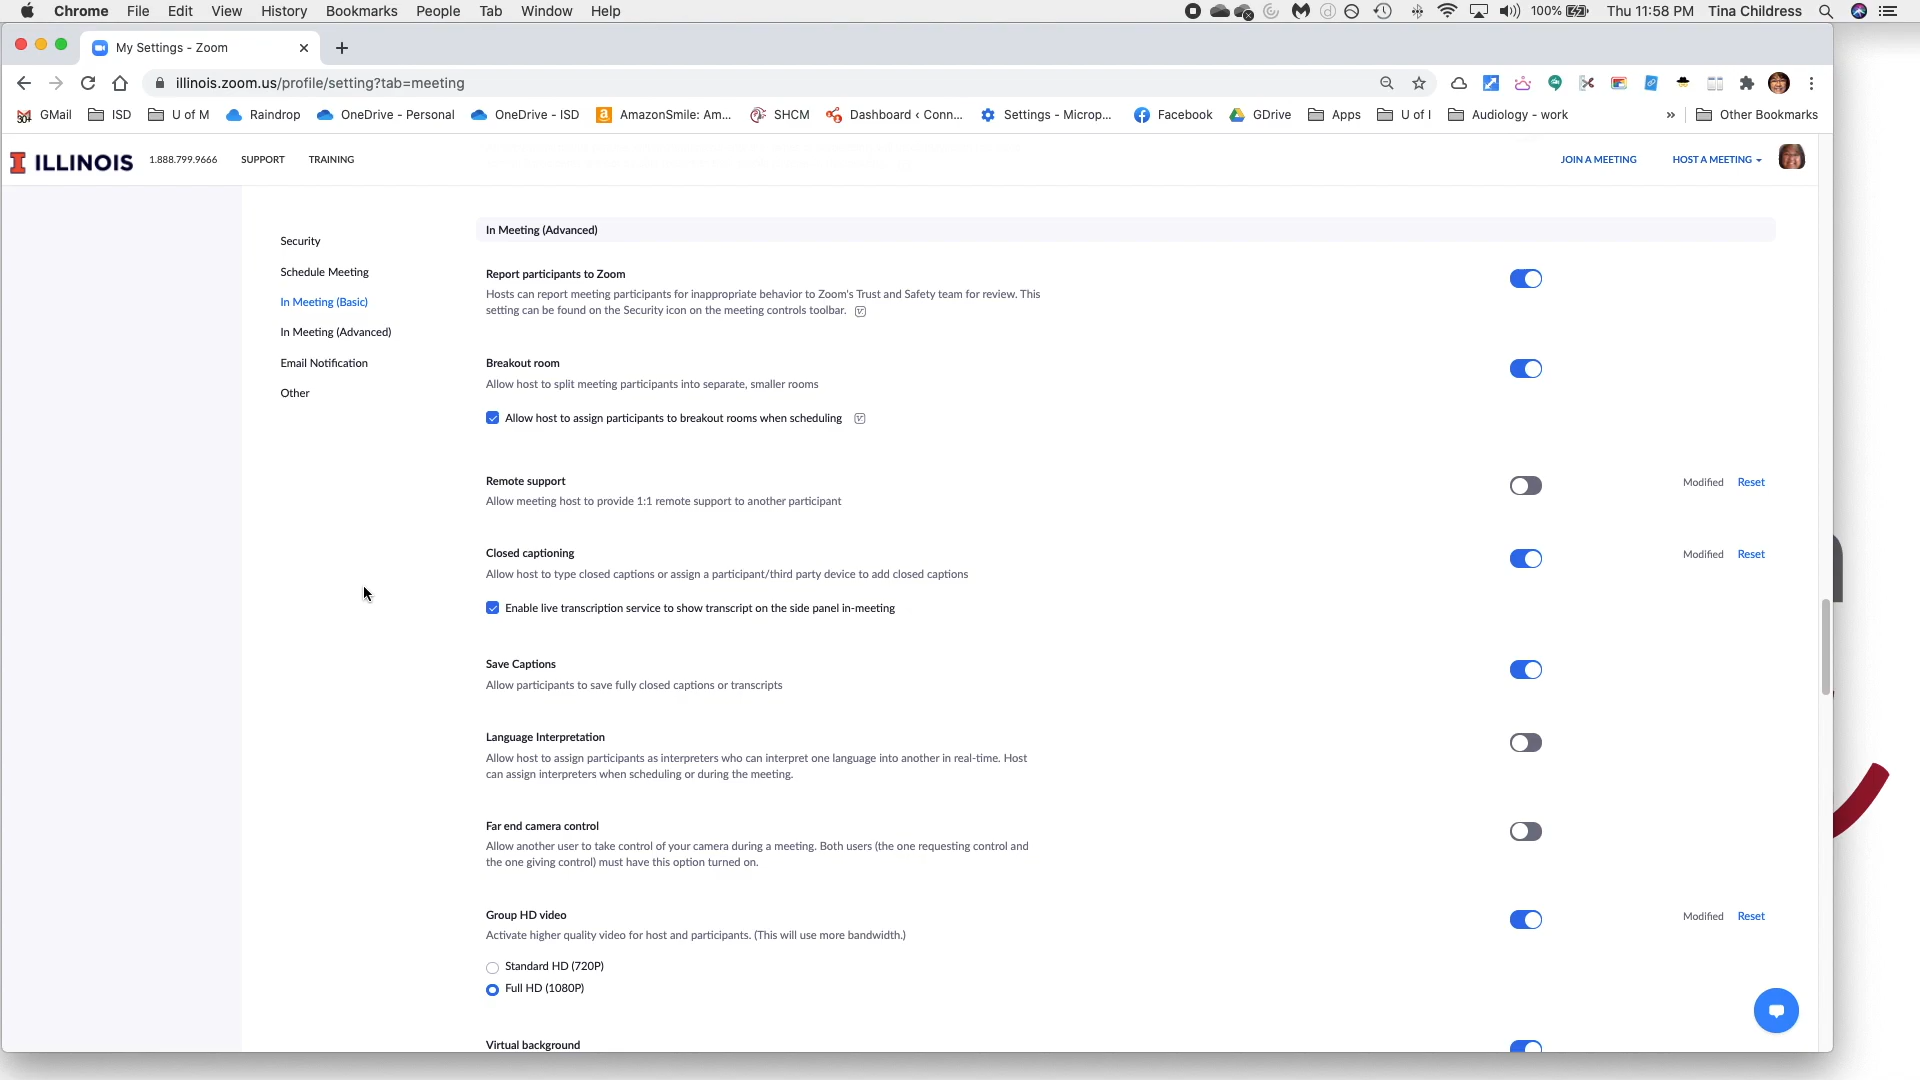 Chrome File Edit View History Bookmarks People Tab Window Help 100% Thu 11:58 PM Tina Childress
My Settings - Zoom
illinois.zoom.us/profile/setting?tab=meeting
GMail ISD U of M Raindrop OneDrive - Personal OneDrive - ISD AmazonSmile: Am... SHCM Dashboard ‹ Conn... Settings - Microp... Facebook GDrive Apps U of I Audiology - work » Other Bookmarks
ILLINOIS 1.888.799.9666 SUPPORT TRAINING JOIN A MEETING HOST A MEETING
Security
Schedule Meeting
In Meeting (Basic)
In Meeting (Advanced)
Email Notification
Other
In Meeting (Advanced)
Report participants to Zoom
Hosts can report meeting participants for inappropriate behavior to Zoom's Trust and Safety team for review. This
setting can be found on the Security icon on the meeting controls toolbar.
Breakout room
Allow host to split meeting participants into separate, smaller rooms
Allow host to assign participants to breakout rooms when scheduling
Remote support Modified Reset
Allow meeting host to provide 1:1 remote support to another participant
Closed captioning Modified Reset
Allow host to type closed captions or assign a participant/third party device to add closed captions
Enable live transcription service to show transcript on the side panel in-meeting
Save Captions
Allow participants to save fully closed captions or transcripts
Language Interpretation
Allow host to assign participants as interpreters who can interpret one language into another in real-time. Host
can assign interpreters when scheduling or during the meeting.
Far end camera control
Allow another user to take control of your camera during a meeting. Both users (the one requesting control and
the one giving control) must have this option turned on.
Group HD video Modified Reset
Activate higher quality video for host and participants. (This will use more bandwidth.)
Standard HD (720P)
Full HD (1080P)
Virtual background